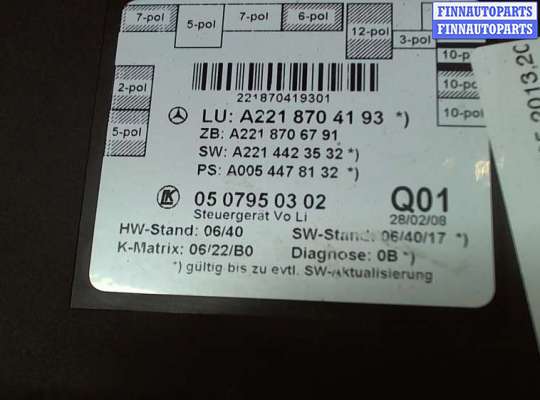 FINNAUTOPARTS
FINNAUTOPARTS
7-pol
5-pol
7-pol
6-pol
12-pol
3-pol
10-pol
2-pol
10-pol
5-pol
10-pol
221870419301
LU: A221 870 41 93 *)
ZB: A221 870 67 91
SW: A221 442 35 32 *)
PS: A005 447 81 32 *)
05 0795 03 02
Q01
Steuergerät Vo Li
28/02/08
HW-Stand: 06/40
SW-Stand: 06/40/17 *)
K-Matrix: 06/22/B0
Diagnose: 0B *)
*) gültig bis zu evtl. SW-Aktualisierung